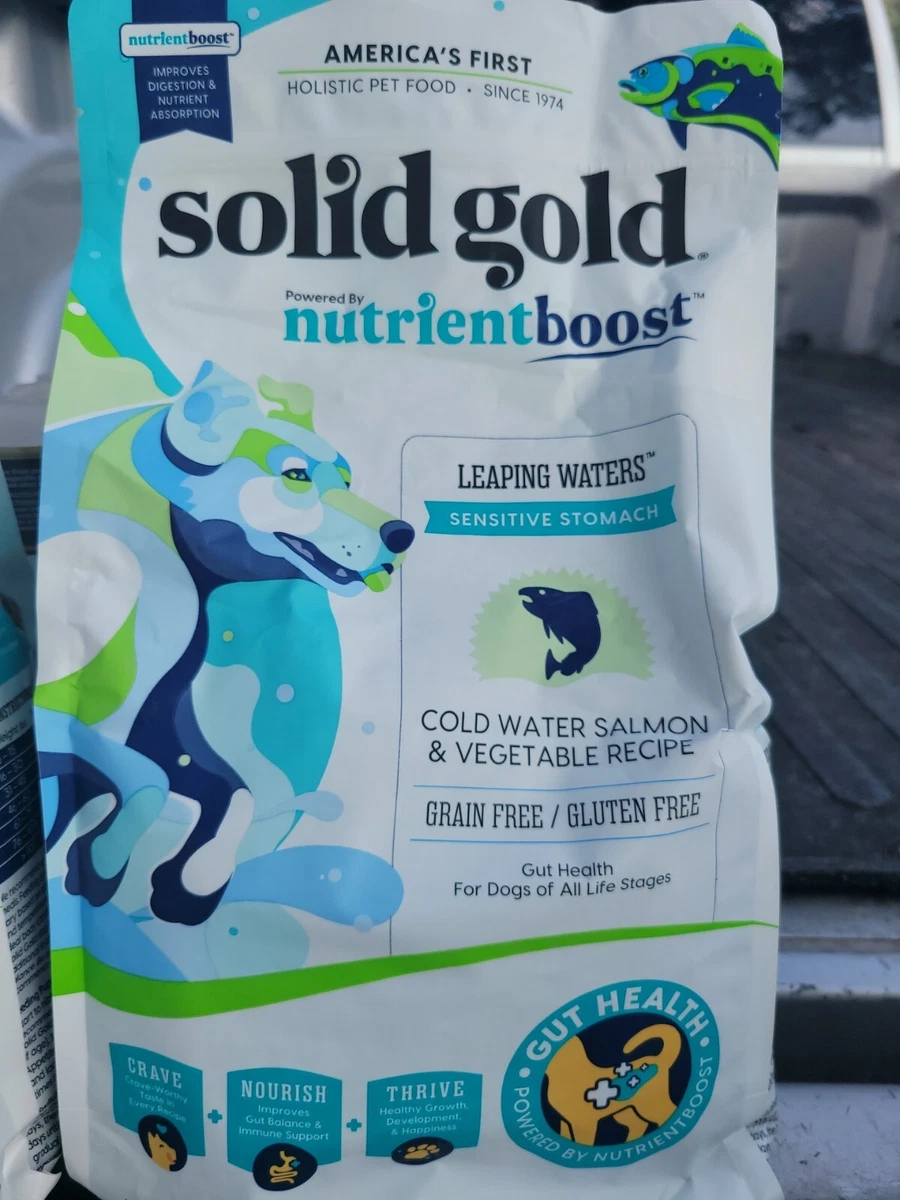 nutrientboost™
IMPROVES
DIGESTION &
NUTRIENT
ABSORPTION
AMERICA'S FIRST
HOLISTIC PET FOOD • SINCE 1974
solid gold®
Powered By
nutrientboost™
LEAPING WATERS™
SENSITIVE STOMACH
COLD WATER SALMON
& VEGETABLE RECIPE
GRAIN FREE / GLUTEN FREE
Gut Health
For Dogs of All Life Stages
CRAVE
Crave-Worthy
Taste in
Every Recipe
+
NOURISH
Improves
Gut Balance &
Immune Support
+
THRIVE
Healthy Growth,
Development,
& Happiness
• GUT HEALTH •
POWERED BY NUTRIENTBOOST